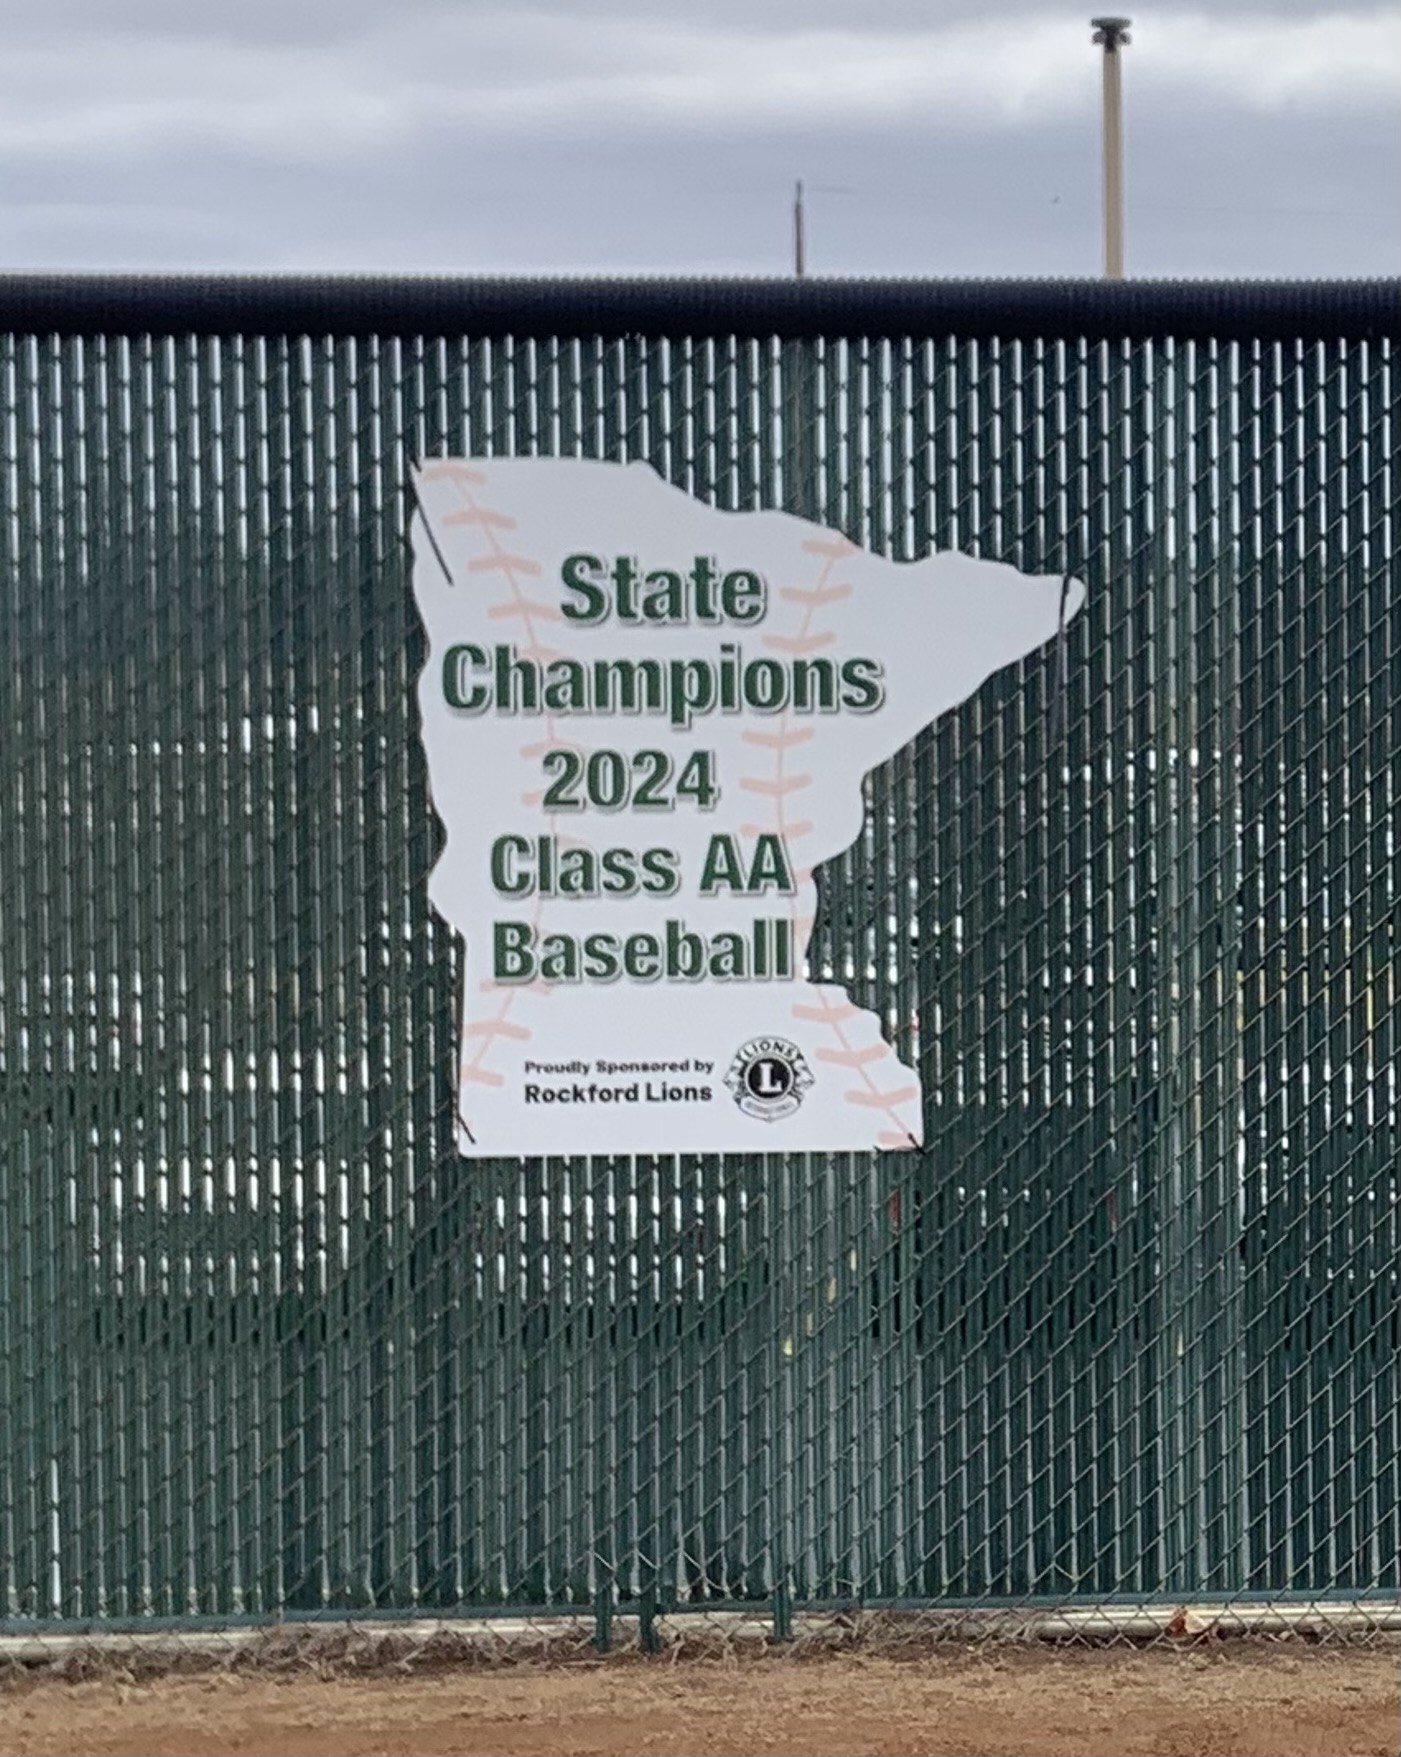 State
Champions
2024
Class AA
Baseball
Proudly Sponsored by
Rockford Lions
LIONS
L